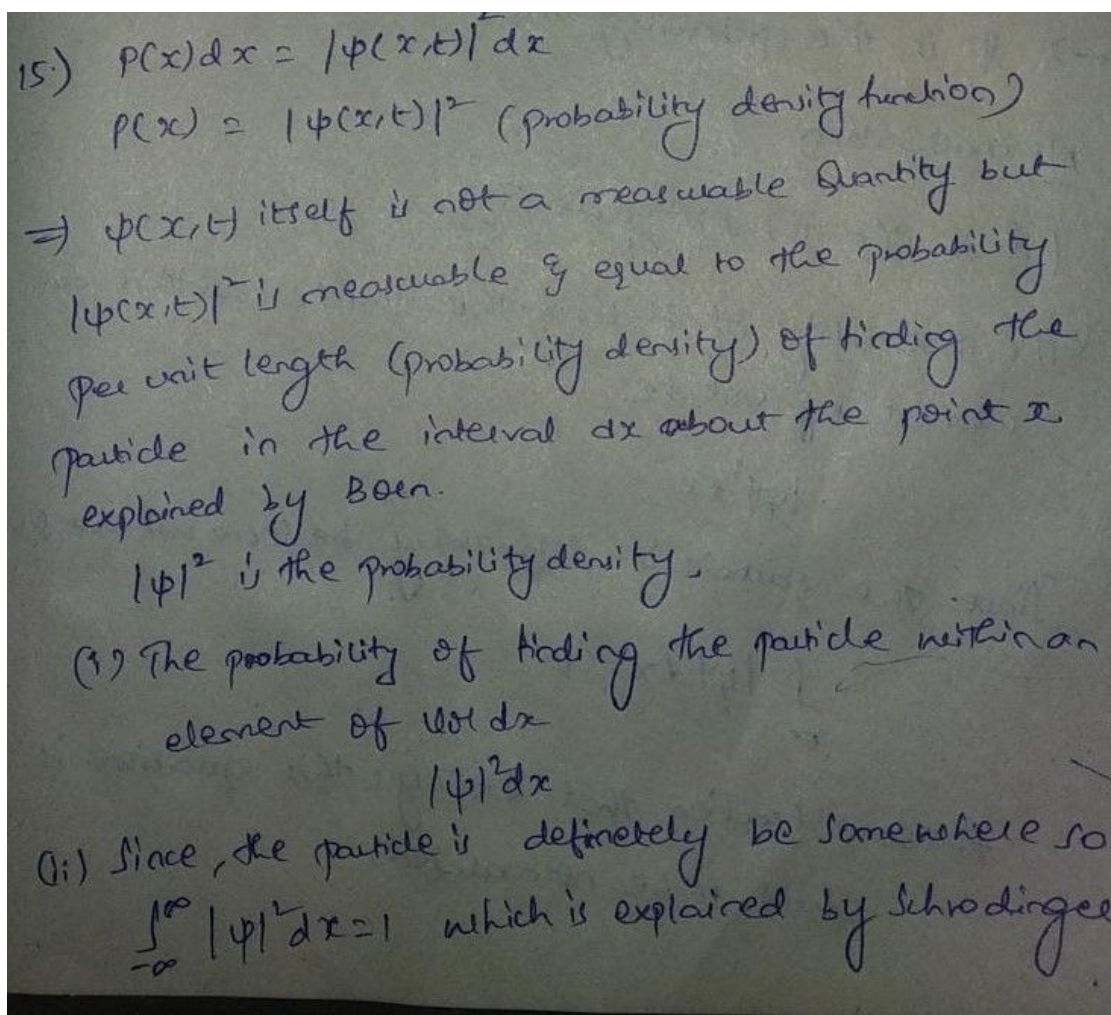 15.) P(x)dx = |ψ(x,t)|² dx
P(x) = |ψ(x,t)|² (probability density function)
⇒ ψ(x,t) itself is not a measurable Quantity but
|ψ(x,t)|² is measurable & equal to the probability
per unit length (probability density) of finding the
particle in the interval dx about the point x
explained by Born.
|ψ|² is the probability density.
(i) The probability of finding the particle within an
element of vol dx
|ψ|²dx
(ii) Since, the particle is definetely be somewhere so
∫_{-∞}^{∞} |ψ|² dx = 1 which is explained by Schrodinger